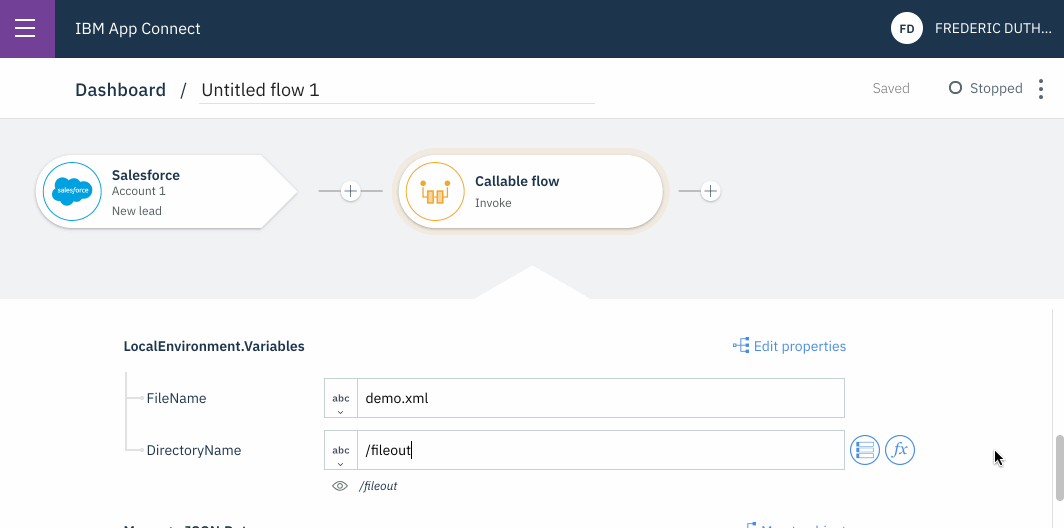 IBM App Connect
FD
FREDERIC DUTH...
Dashboard / Untitled flow 1
Saved
Stopped
salesforce
Salesforce
Account 1
New lead
Callable flow
Invoke
LocalEnvironment.Variables
Edit properties
FileName
abc
demo.xml
DirectoryName
abc
/fileout
fx
/fileout